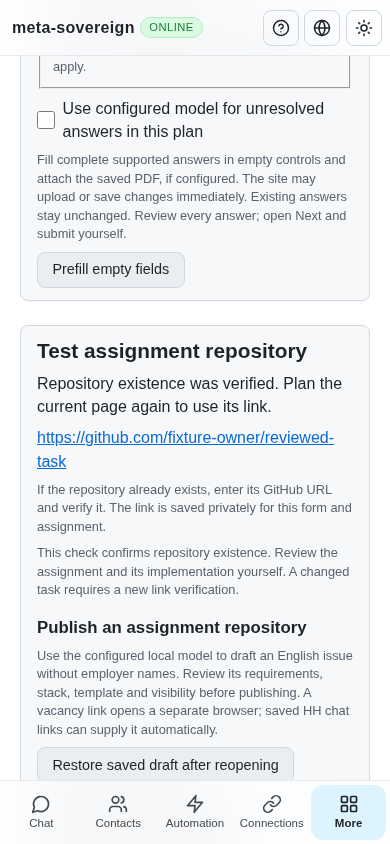 meta-sovereign ONLINE
apply.
Use configured model for unresolved
answers in this plan
Fill complete supported answers in empty controls and
attach the saved PDF, if configured. The site may
upload or save changes immediately. Existing answers
stay unchanged. Review every answer; open Next and
submit yourself.
Prefill empty fields
Test assignment repository
Repository existence was verified. Plan the
current page again to use its link.
https://github.com/fixture-owner/reviewed-
task
If the repository already exists, enter its GitHub URL
and verify it. The link is saved privately for this form and
assignment.
This check confirms repository existence. Review the
assignment and its implementation yourself. A changed
task requires a new link verification.
Publish an assignment repository
Use the configured local model to draft an English issue
without employer names. Review its requirements,
stack, template and visibility before publishing. A
vacancy link opens a separate browser; saved HH chat
links can supply it automatically.
Restore saved draft after reopening
Chat Contacts Automation Connections More